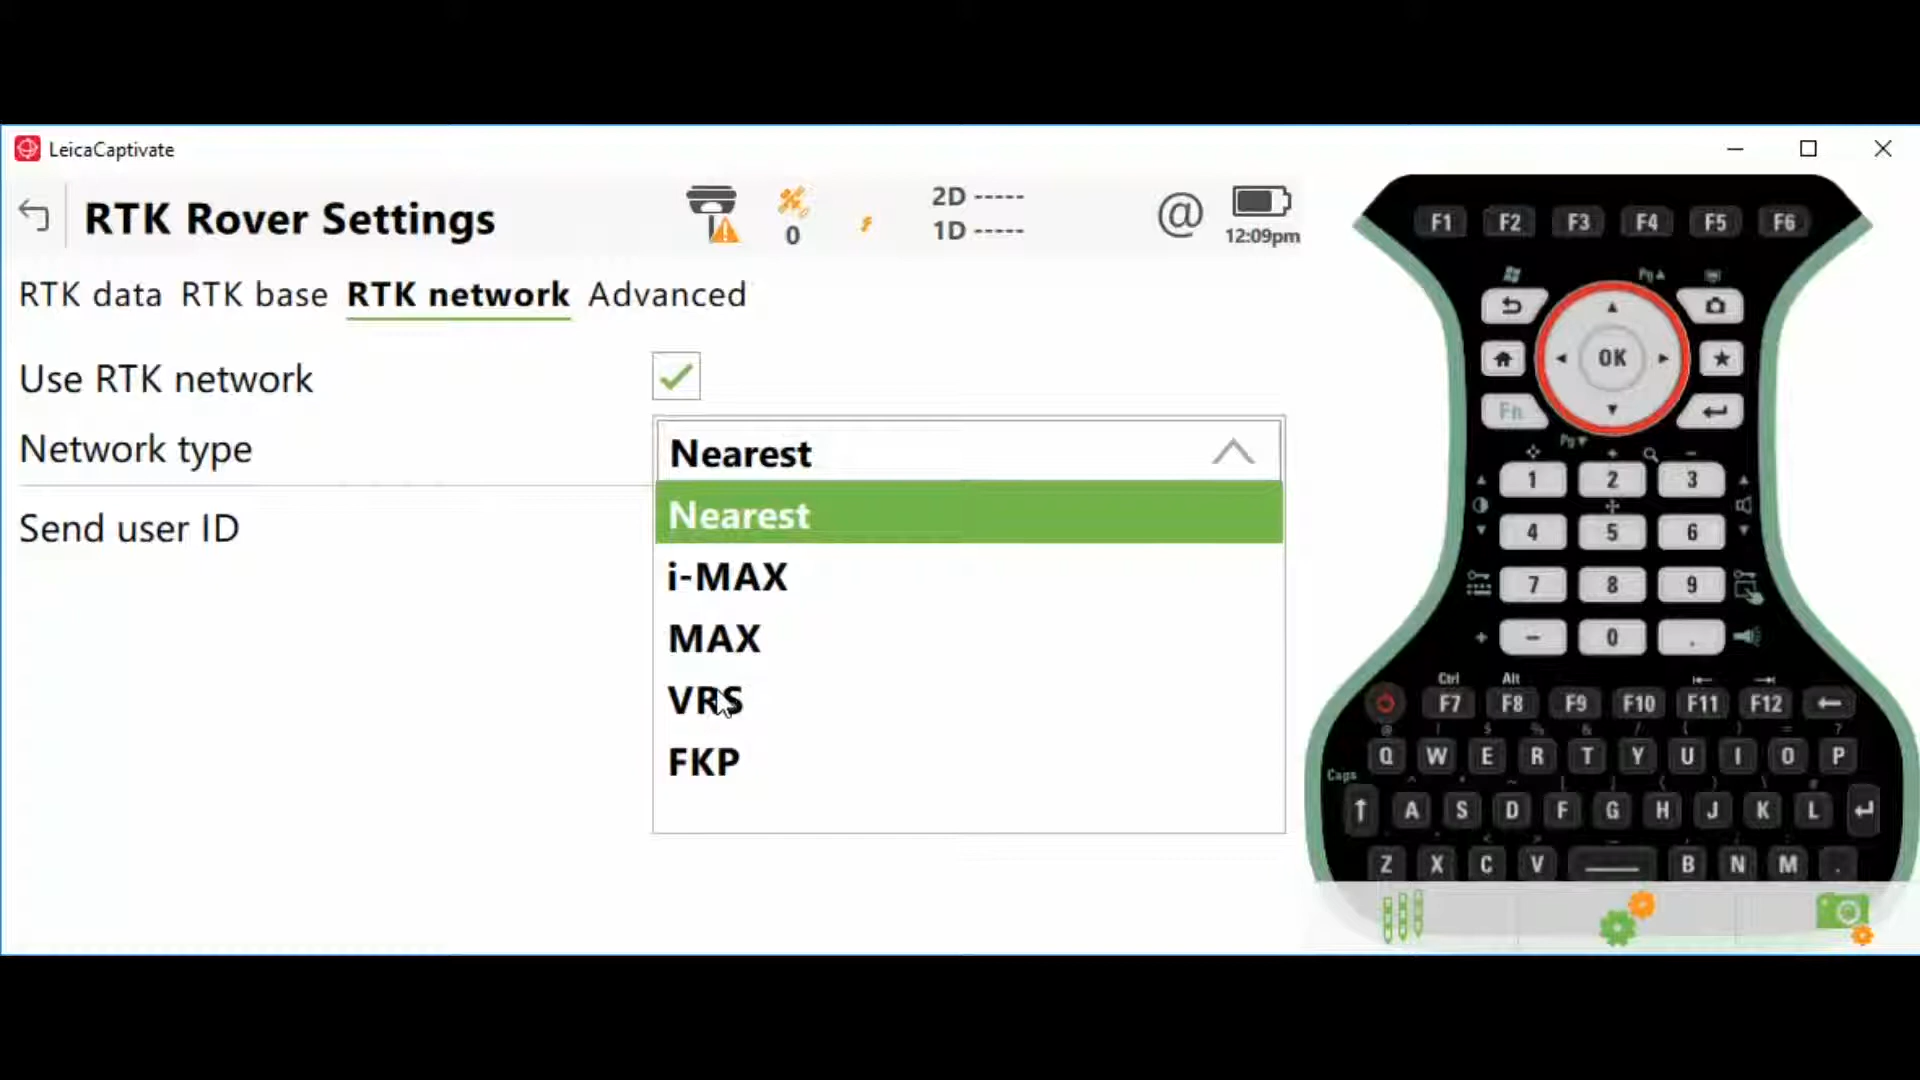 LeicaCaptivate
RTK Rover Settings
0
2D -----
1D -----
@
12:09pm
RTK data RTK base RTK network Advanced
Use RTK network
Network type
Nearest
Nearest
i-MAX
MAX
VRS
FKP
Send user ID
F1 F2 F3 F4 F5 F6
Pg
OK
Fn
Pg
1 2 3
4 5 6
7 8 9
- 0 .
Ctrl Alt
F7 F8 F9 F10 F11 F12
Q W E R T Y U I O P
Caps
A S D F G H J K L
Z X C V B N M .